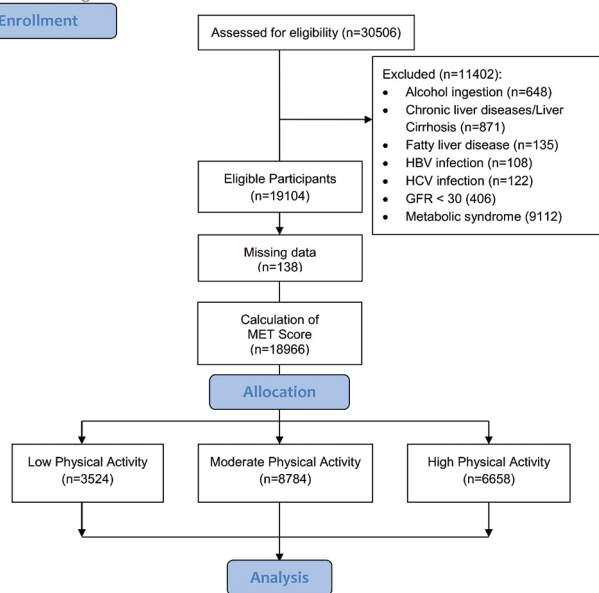 Enrollment
Assessed for eligibility (n=30506)
Excluded (n=11402):
• Alcohol ingestion (n=648)
• Chronic liver diseases/Liver
Cirrhosis (n=871)
• Fatty liver disease (n=135)
• HBV infection (n=108)
• HCV infection (n=122)
• GFR < 30 (406)
• Metabolic syndrome (9112)
Eligible Participants
(n=19104)
Missing data
(n=138)
Calculation of
MET Score
(n=18966)
Allocation
Low Physical Activity
(n=3524)
Moderate Physical Activity
(n=8784)
High Physical Activity
(n=6658)
Analysis